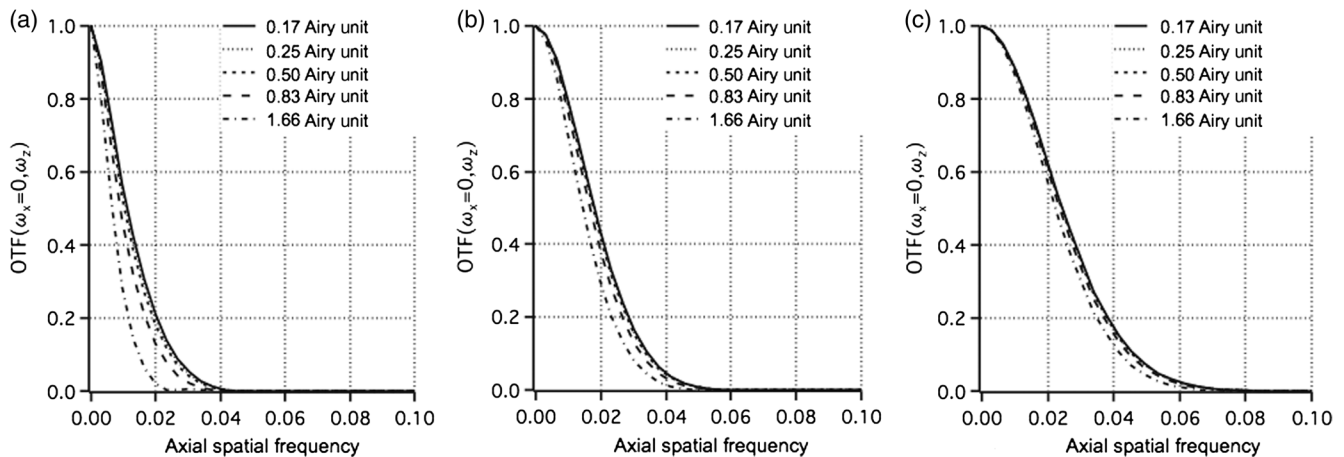 (a)
1.0
0.8
0.6
0.4
0.2
0.0
OTF(ωx=0,ωz)
0.17 Airy unit
0.25 Airy unit
0.50 Airy unit
0.83 Airy unit
1.66 Airy unit
0.00 0.02 0.04 0.06 0.08 0.10
Axial spatial frequency
(b)
1.0
0.8
0.6
0.4
0.2
0.0
OTF(ωx=0,ωz)
0.17 Airy unit
0.25 Airy unit
0.50 Airy unit
0.83 Airy unit
1.66 Airy unit
0.00 0.02 0.04 0.06 0.08 0.10
Axial spatial frequency
(c)
1.0
0.8
0.6
0.4
0.2
0.0
OTF(ωx=0,ωz)
0.17 Airy unit
0.25 Airy unit
0.50 Airy unit
0.83 Airy unit
1.66 Airy unit
0.00 0.02 0.04 0.06 0.08 0.10
Axial spatial frequency